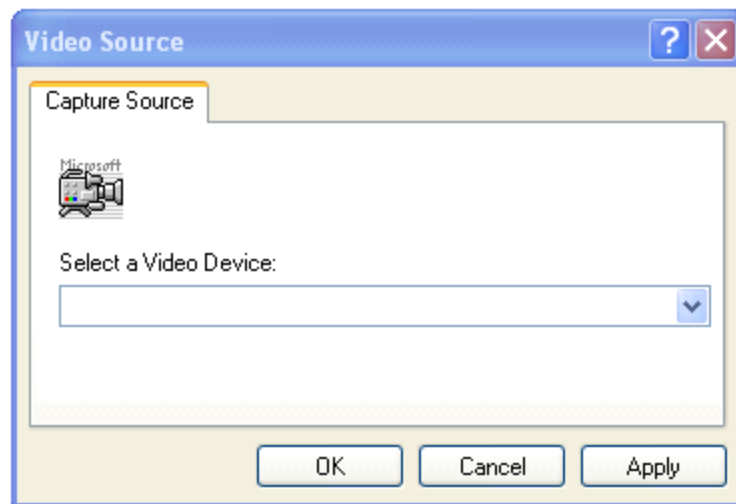 Video Source
Capture Source
Microsoft
Select a Video Device:
OK Cancel Apply